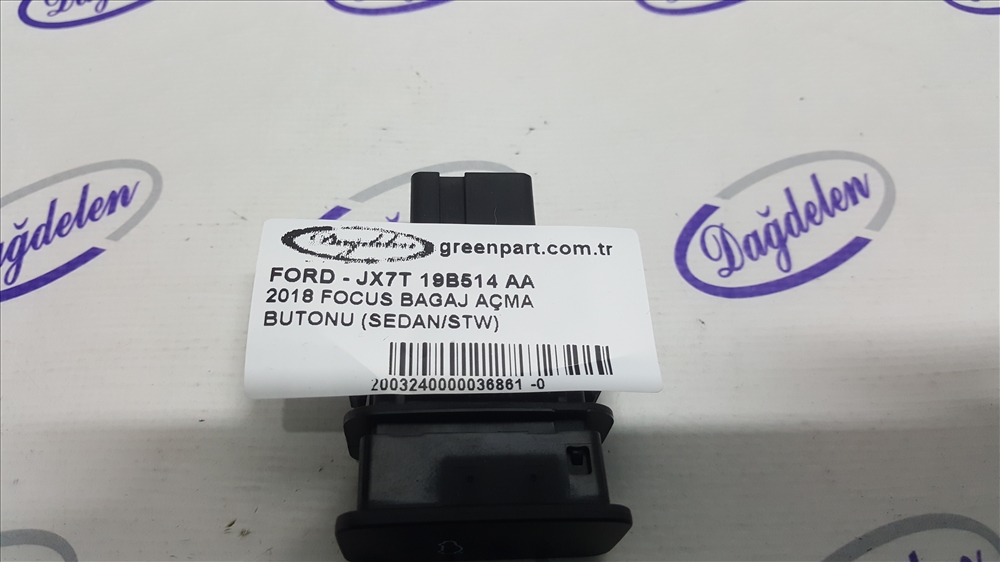 Dağdelen
Dağdelen
Dağdelen greenpart.com.tr
FORD - JX7T 19B514 AA
2018 FOCUS BAGAJ AÇMA
BUTONU (SEDAN/STW)
2003240000036861 -0